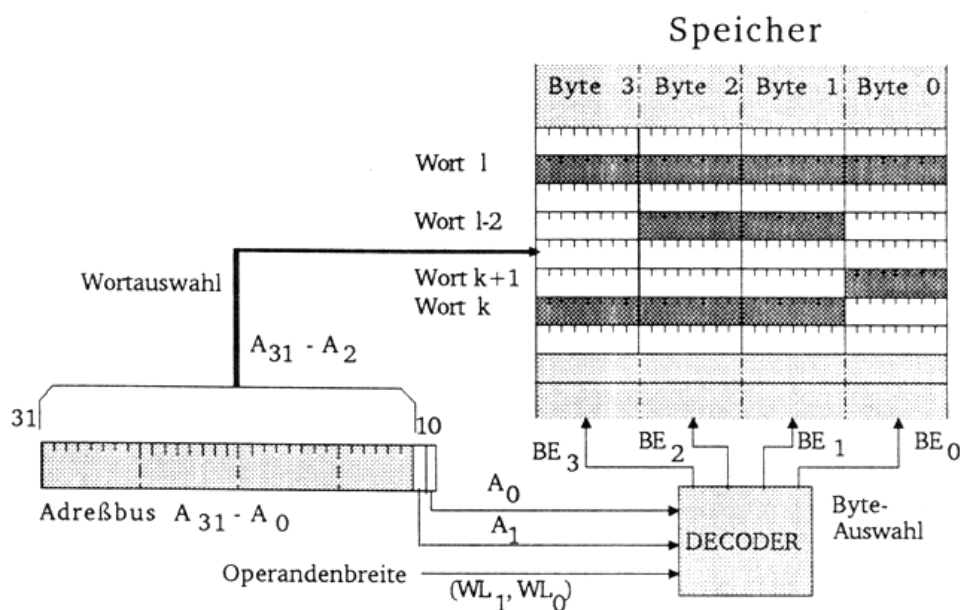 Speicher
Byte 3 Byte 2 Byte 1 Byte 0
Wort l
Wort l-2
Wortauswahl
Wort k+1
Wort k
A31 - A2
31
10
BE3 BE2 BE1 BE0
A0
Adreßbus A31 - A0
A1
DECODER
Byte-
Auswahl
Operandenbreite
(WL1, WL0)